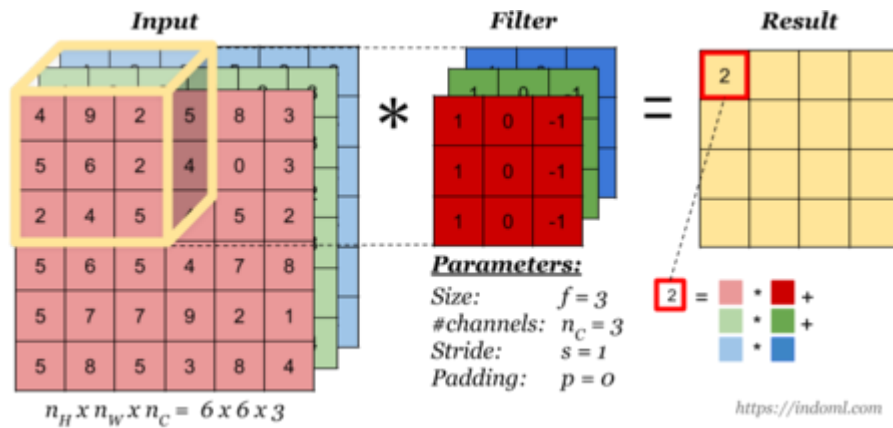 Input
Filter
Result
4 9 2 5 8 3
5 6 2 4 0 3
2 4 5 5 2
5 6 5 4 7 8
5 7 7 9 2 1
5 8 5 3 8 4
n_H x n_W x n_C = 6 x 6 x 3
*
1 0 -1
1 0 -1
1 0 -1
1 0 -1
=
2
Parameters:
Size: f = 3
#channels: n_C = 3
Stride: s = 1
Padding: p = 0
2 = * +
* +
*
https://indoml.com